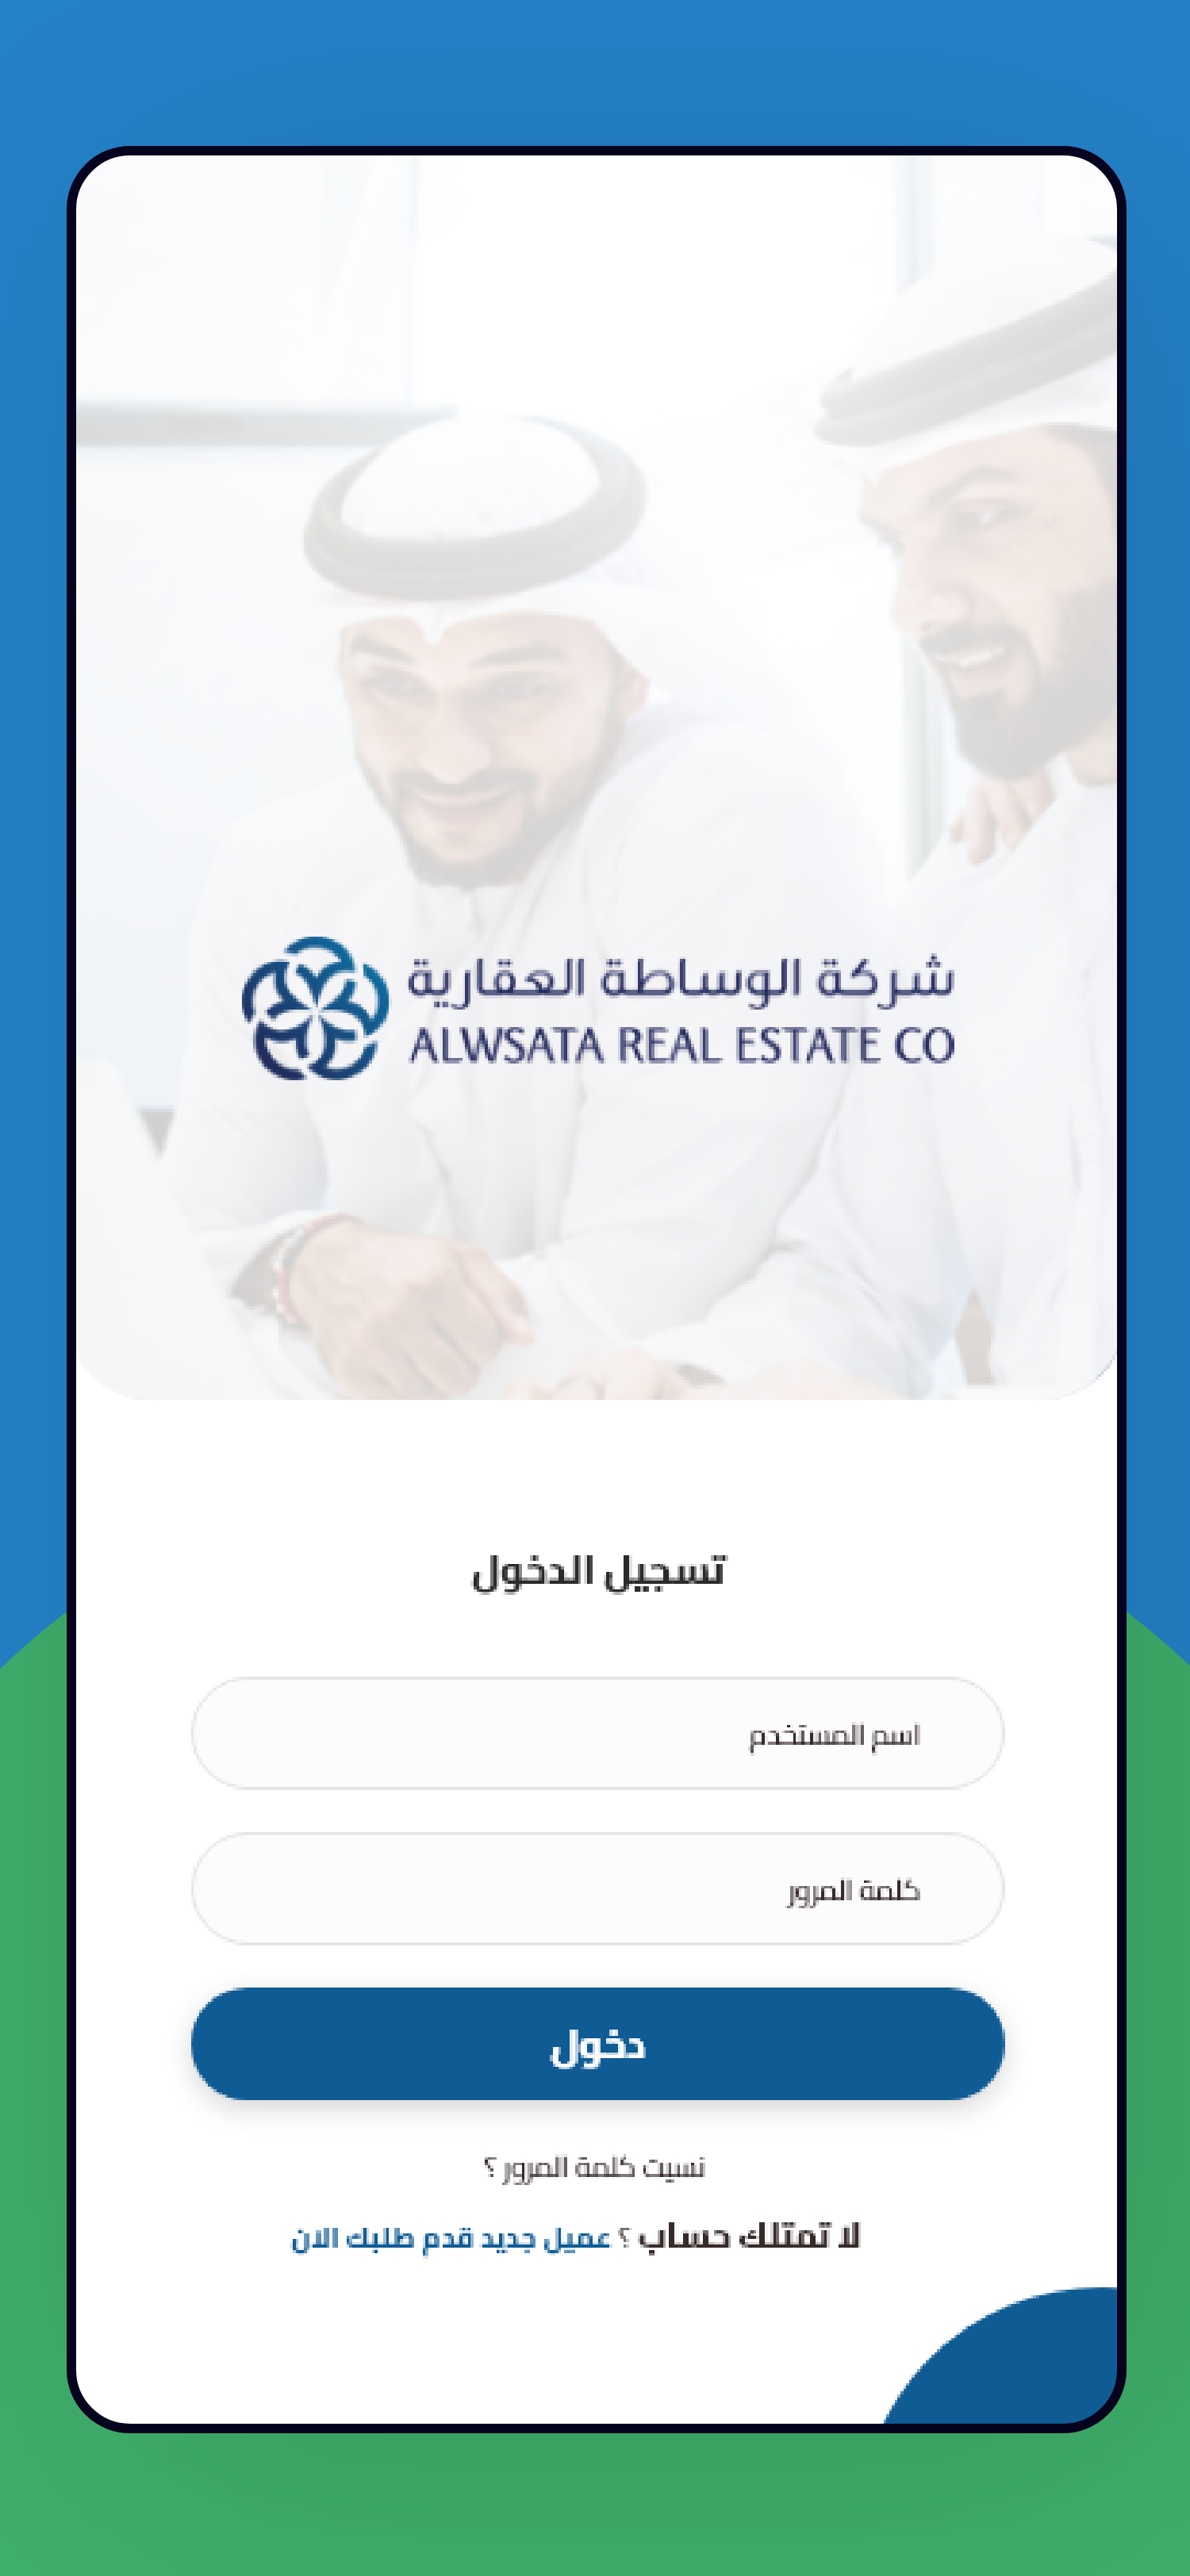 شركة الوساطة العقارية
ALWSATA REAL ESTATE CO
تسجيل الدخول
اسم المستخدم
كلمة المرور
دخول
نسيت كلمة المرور ؟
لا تمتلك حساب ؟ عميل جديد قدم طلبك الان